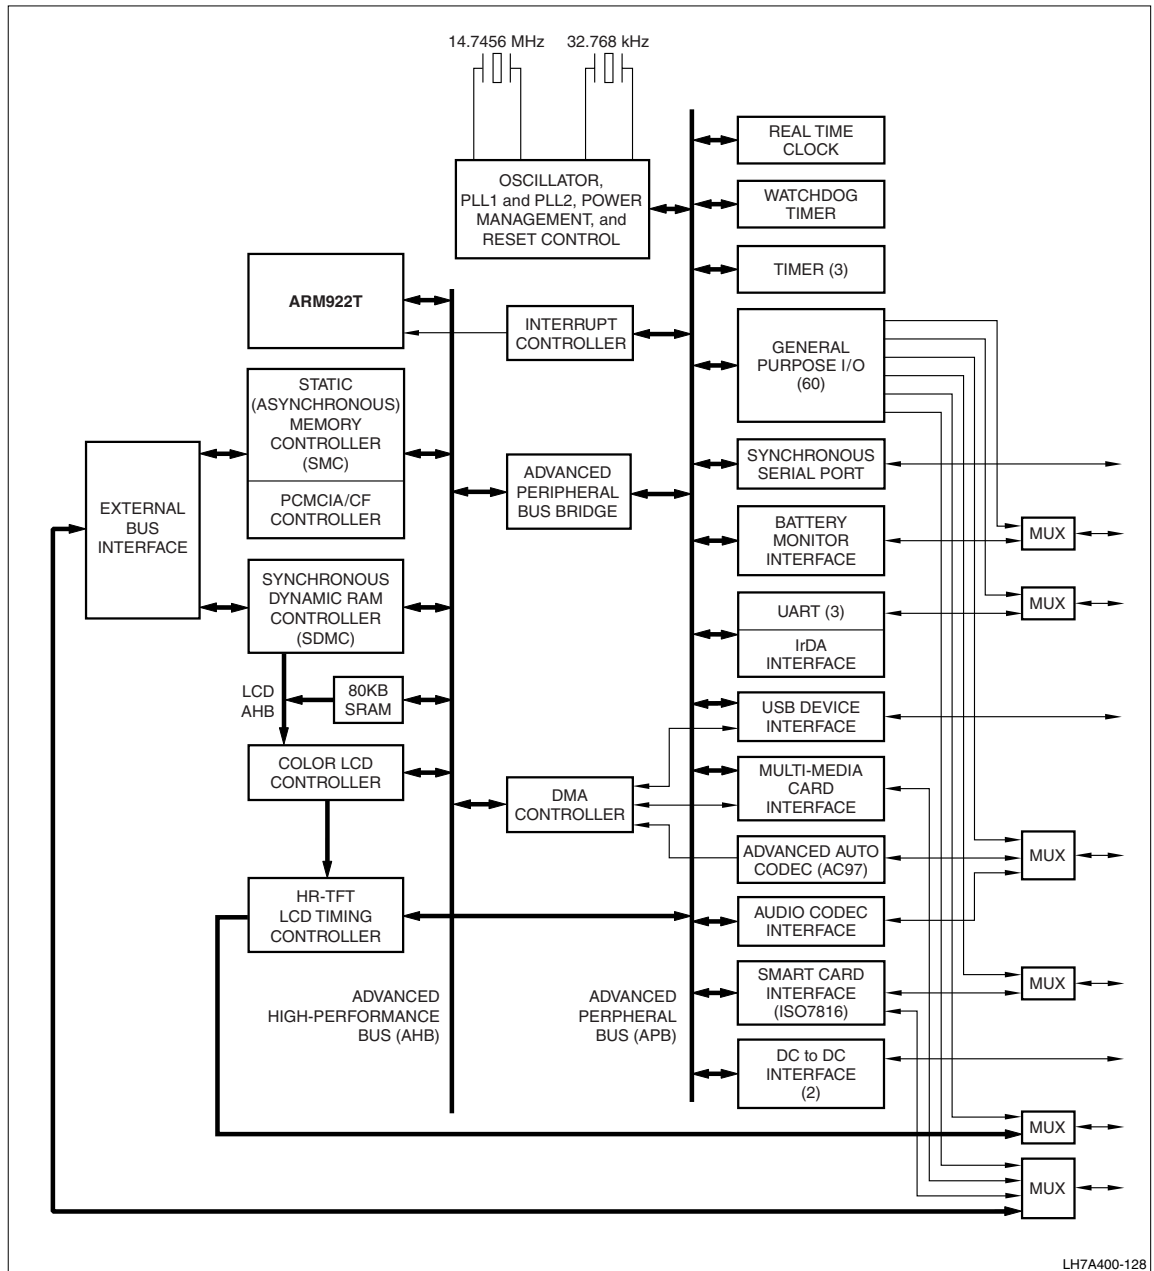 14.7456 MHz
32.768 kHz
REAL TIME
CLOCK
OSCILLATOR,
PLL1 and PLL2, POWER
MANAGEMENT, and
RESET CONTROL
WATCHDOG
TIMER
TIMER (3)
ARM922T
INTERRUPT
CONTROLLER
GENERAL
PURPOSE I/O
(60)
STATIC
(ASYNCHRONOUS)
MEMORY
CONTROLLER
(SMC)
PCMCIA/CF
CONTROLLER
EXTERNAL
BUS
INTERFACE
ADVANCED
PERIPHERAL
BUS BRIDGE
SYNCHRONOUS
SERIAL PORT
BATTERY
MONITOR
INTERFACE
MUX
SYNCHRONOUS
DYNAMIC RAM
CONTROLLER
(SDMC)
UART (3)
IrDA
INTERFACE
MUX
LCD
AHB
80KB
SRAM
USB DEVICE
INTERFACE
COLOR LCD
CONTROLLER
DMA
CONTROLLER
MULTI-MEDIA
CARD
INTERFACE
ADVANCED AUTO
CODEC (AC97)
MUX
HR-TFT
LCD TIMING
CONTROLLER
AUDIO CODEC
INTERFACE
ADVANCED
HIGH-PERFORMANCE
BUS (AHB)
ADVANCED
PERPHERAL
BUS (APB)
SMART CARD
INTERFACE
(ISO7816)
MUX
DC to DC
INTERFACE
(2)
MUX
MUX
LH7A400-128